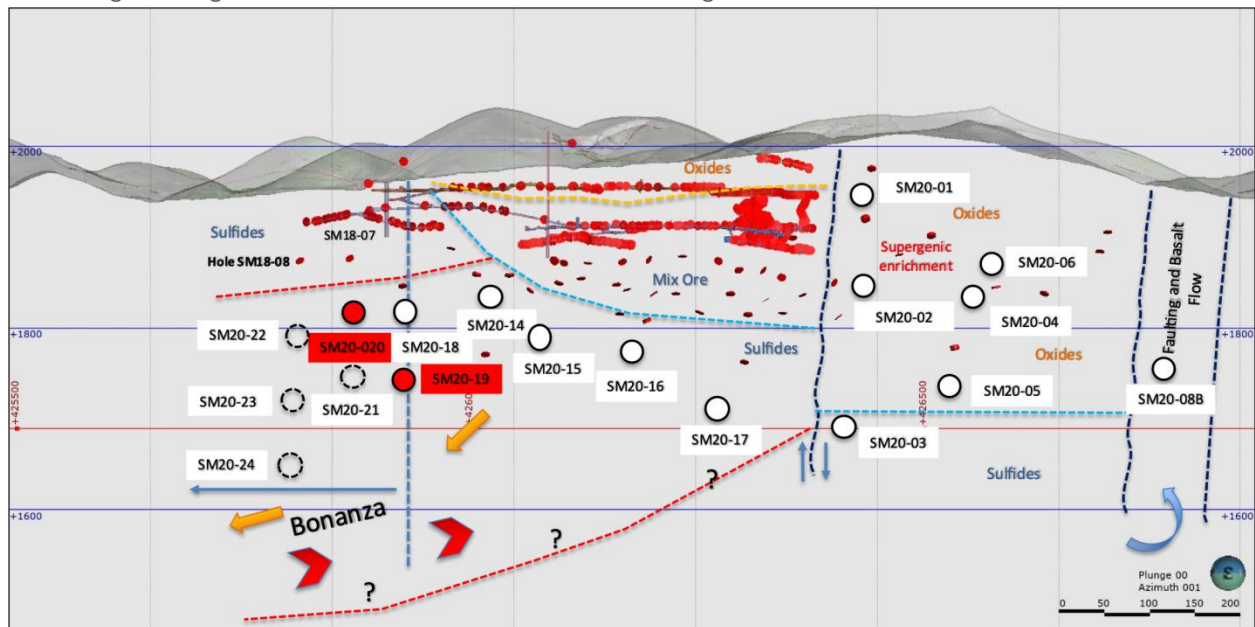 +2000
+2000
Oxides
SM20-01
Oxides
Sulfides
SM18-07
Hole SM18-08
Supergenic
enrichment
SM20-06
Mix Ore
Faulting and Basalt
Flow
SM20-22
+1800
SM20-020
SM20-18
SM20-14
SM20-02
SM20-04
+1800
SM20-15
Sulfides
Oxides
SM20-16
SM20-19
SM20-21
SM20-23
+425500
+426500
SM20-05
SM20-08B
SM20-17
SM20-03
SM20-24
Sulfides
?
Bonanza
+1600
?
?
Plunge 00
Azimuth 001
0 50 100 150 200